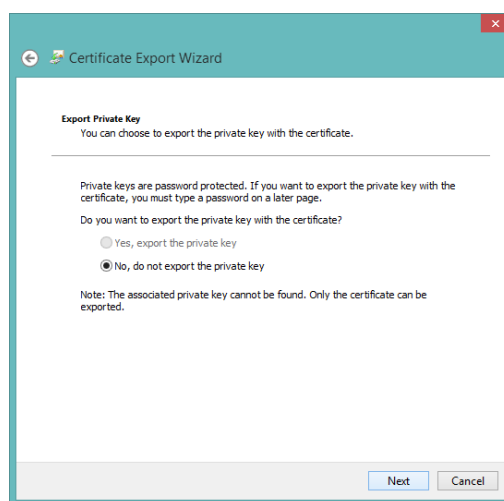 Certificate Export Wizard
Export Private Key
You can choose to export the private key with the certificate.
Private keys are password protected. If you want to export the private key with the
certificate, you must type a password on a later page.
Do you want to export the private key with the certificate?
Yes, export the private key
No, do not export the private key
Note: The associated private key cannot be found. Only the certificate can be
exported.
Next
Cancel